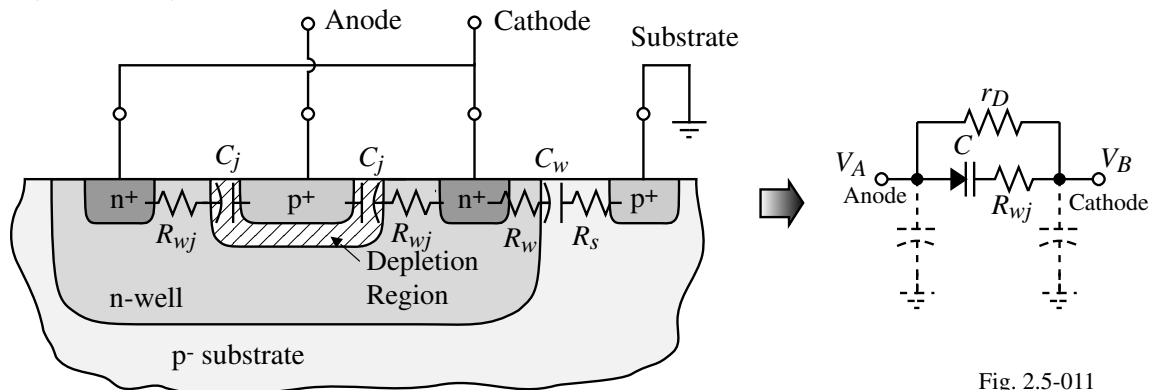 Anode
Cathode
Substrate
C_j
C_j
C_w
n+
p+
n+
p+
R_wj
R_wj
R_w
R_s
Depletion
Region
n-well
p- substrate
r_D
C
V_A
V_B
Anode
R_wj
Cathode
Fig. 2.5-011